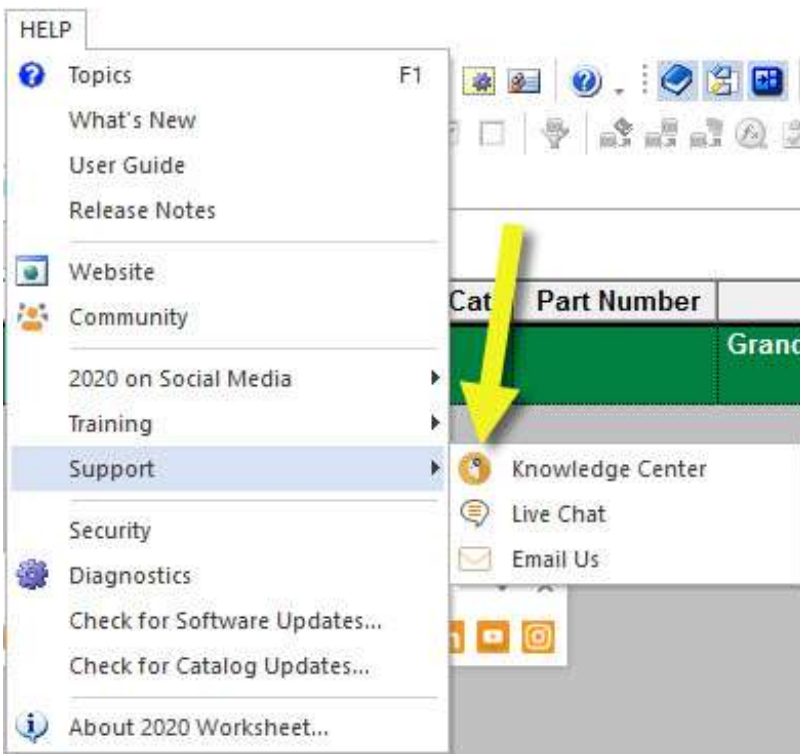 HELP
Topics F1
What's New
User Guide
Release Notes
Website
Community
2020 on Social Media
Training
Support
Security
Diagnostics
Check for Software Updates...
Check for Catalog Updates...
About 2020 Worksheet...
Knowledge Center
Live Chat
Email Us
Cat Part Number
Grand